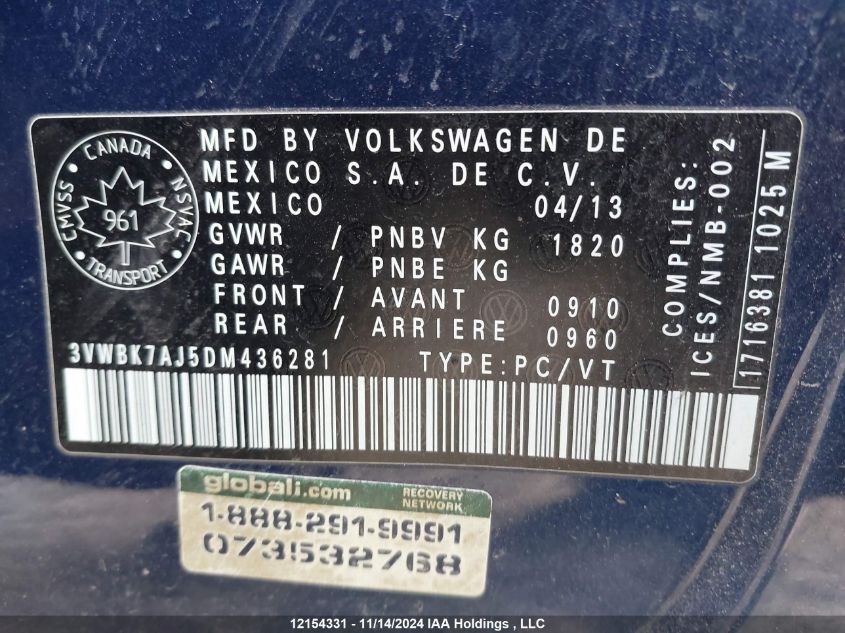 CANADA
CMVSS
NSVAC
961
TRANSPORT
MFD BY VOLKSWAGEN DE
MEXICO S.A. DE C.V.
MEXICO 04/13
GVWR / PNBV KG 1820
GAWR / PNBE KG
FRONT / AVANT 0910
REAR / ARRIERE 0960
3VWBK7AJ5DM436281 TYPE:PC/VT
COMPLIES:
ICES/NMB-002
1716381 1025 M
globali.com RECOVERY
NETWORK
1-888-291-9991
073532768
12154331 - 11/14/2024 IAA Holdings , LLC